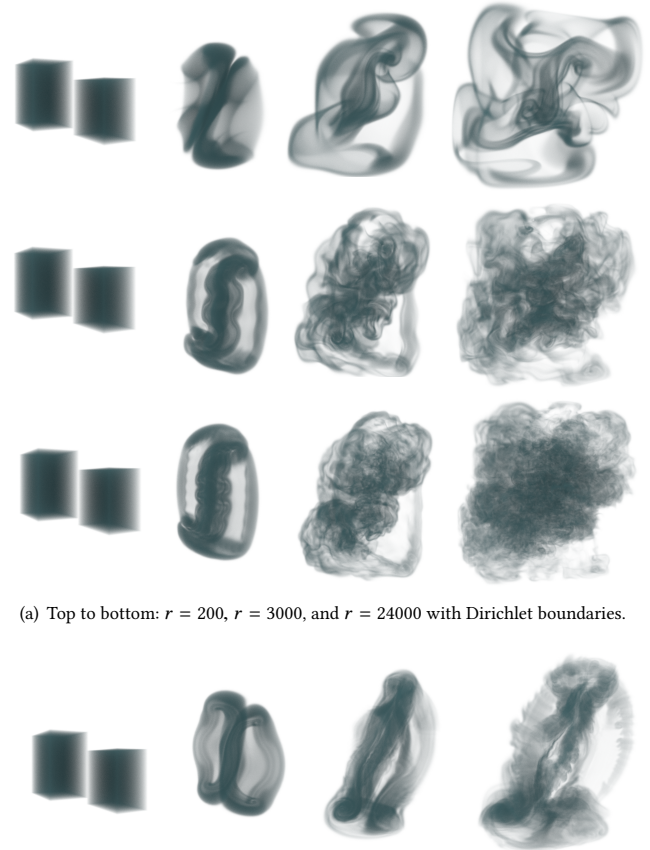 (a) Top to bottom: r = 200, r = 3000, and r = 24000 with Dirichlet boundaries.